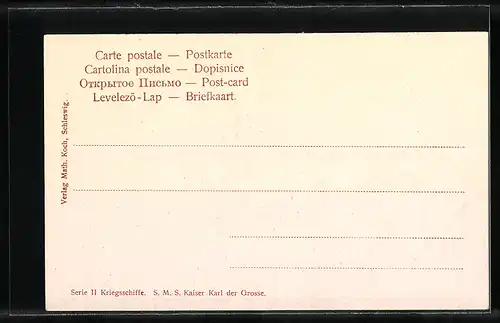 Carte postale — Postkarte
Cartolina postale — Dopisnice
Открытое Письмо — Post-card
Levelezö-Lap — Briefkaart.
Verlag Math. Koch, Schleswig.
Serie II Kriegsschiffe. S. M. S. Kaiser Karl der Grosse.